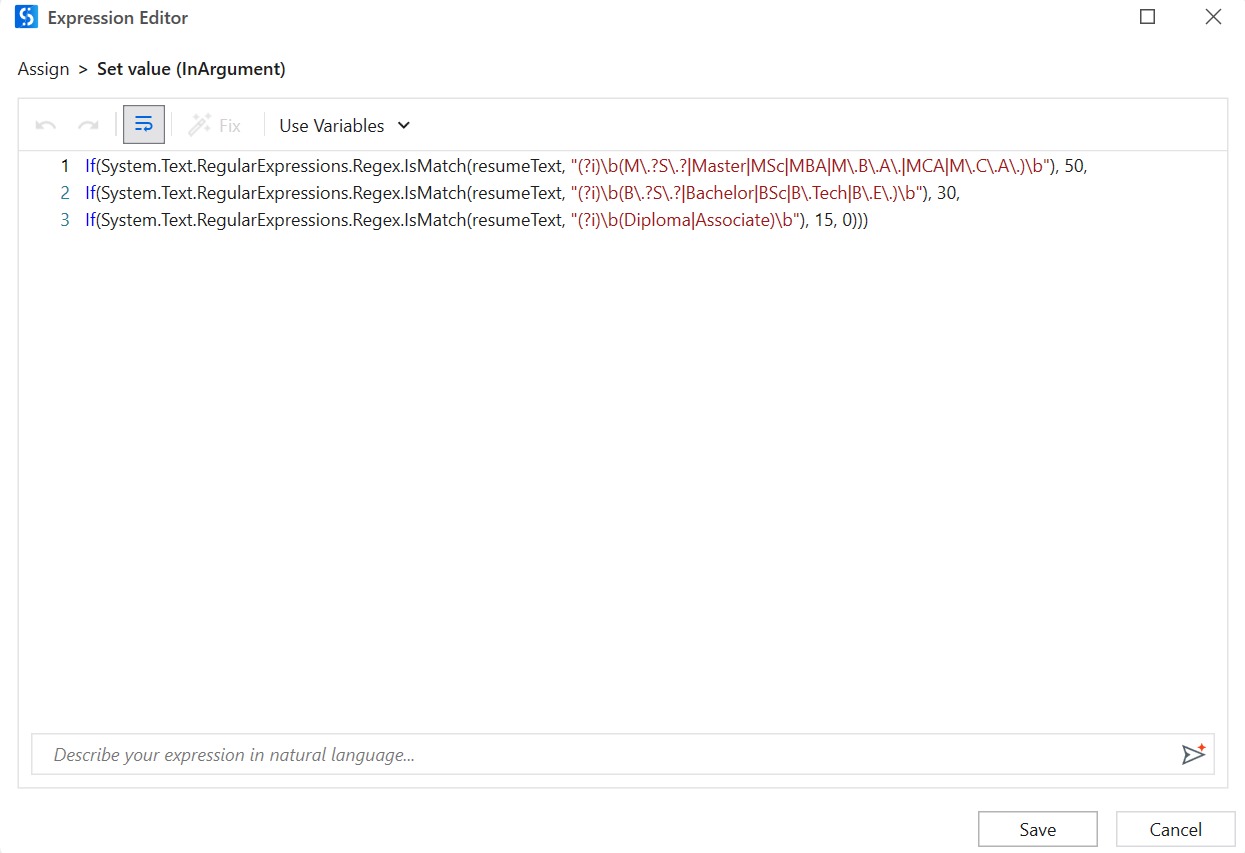 Expression Editor
Assign > Set value (InArgument)
Fix
Use Variables
1 If(System.Text.RegularExpressions.Regex.IsMatch(resumeText, "(?i)\b(M\.?S\.?|Master|MSc|MBA|M\.B\.A\.|MCA|M\.C\.A\.)\b"), 50,
2 If(System.Text.RegularExpressions.Regex.IsMatch(resumeText, "(?i)\b(B\.?S\.?|Bachelor|BSc|B\.Tech|B\.E\.)\b"), 30,
3 If(System.Text.RegularExpressions.Regex.IsMatch(resumeText, "(?i)\b(Diploma|Associate)\b"), 15, 0)))
Describe your expression in natural language...
Save Cancel